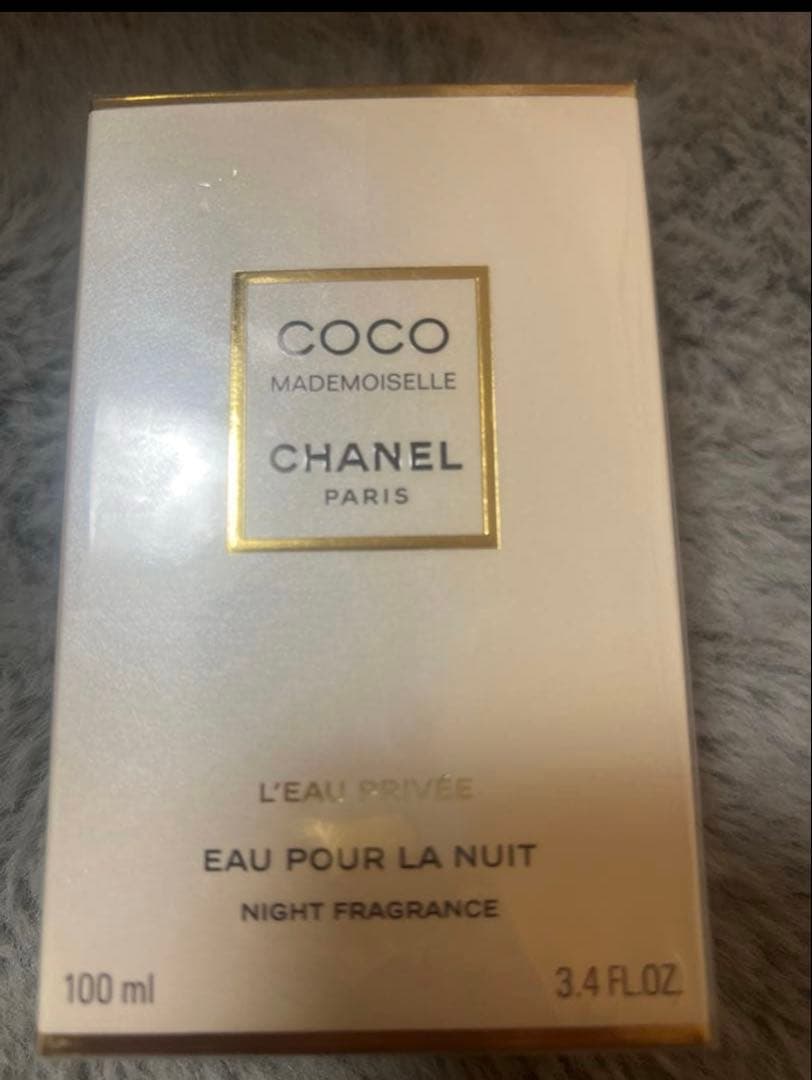 COCO
MADEMOISELLE
CHANEL
PARIS
L'EAU PRIVÉE
EAU POUR LA NUIT
NIGHT FRAGRANCE
100 ml
3.4 FL.OZ.